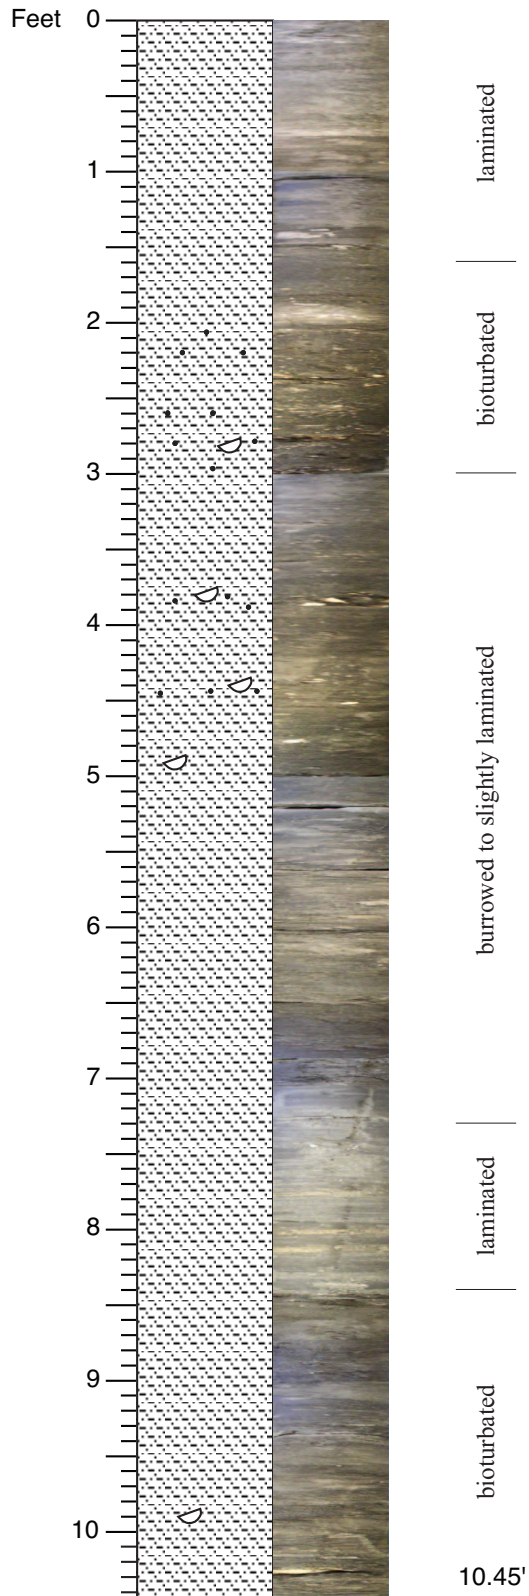 Feet
0
laminated
1
2
bioturbated
3
4
burrowed to slightly laminated
5
6
7
laminated
8
9
bioturbated
10
10.45'